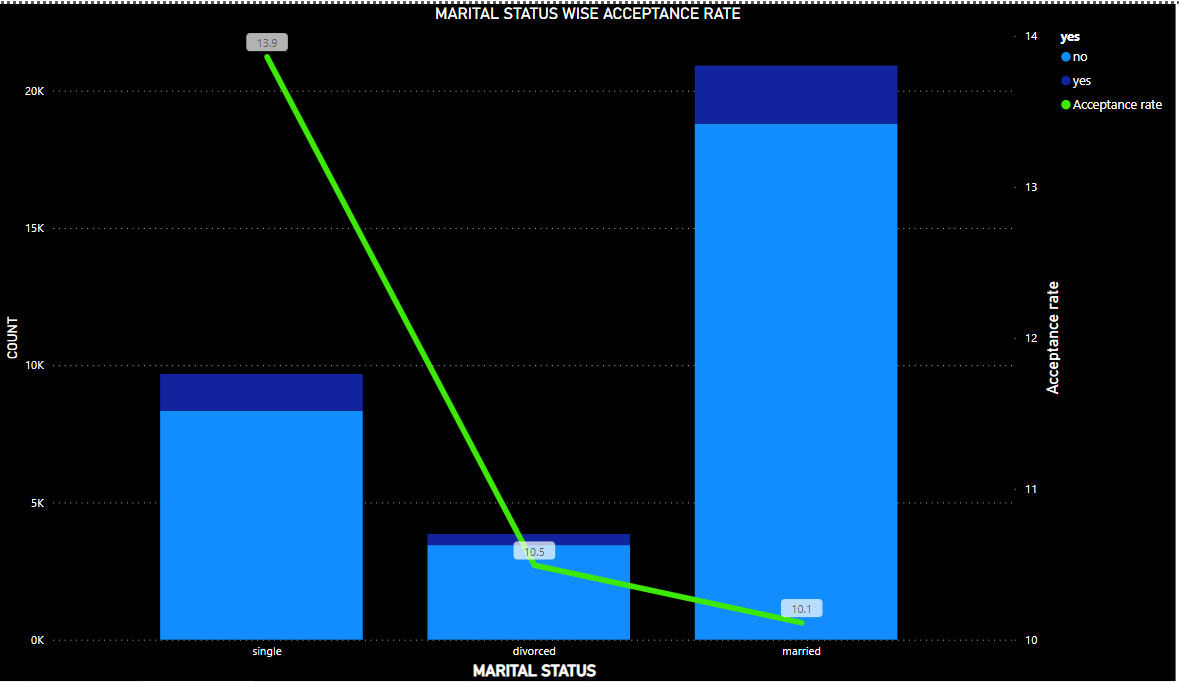 MARITAL STATUS WISE ACCEPTANCE RATE
13.9
14
yes
no
yes
Acceptance rate
20K
13
15K
COUNT
12
Acceptance rate
10K
11
5K
10.5
10.1
0K
10
single
divorced
married
MARITAL STATUS